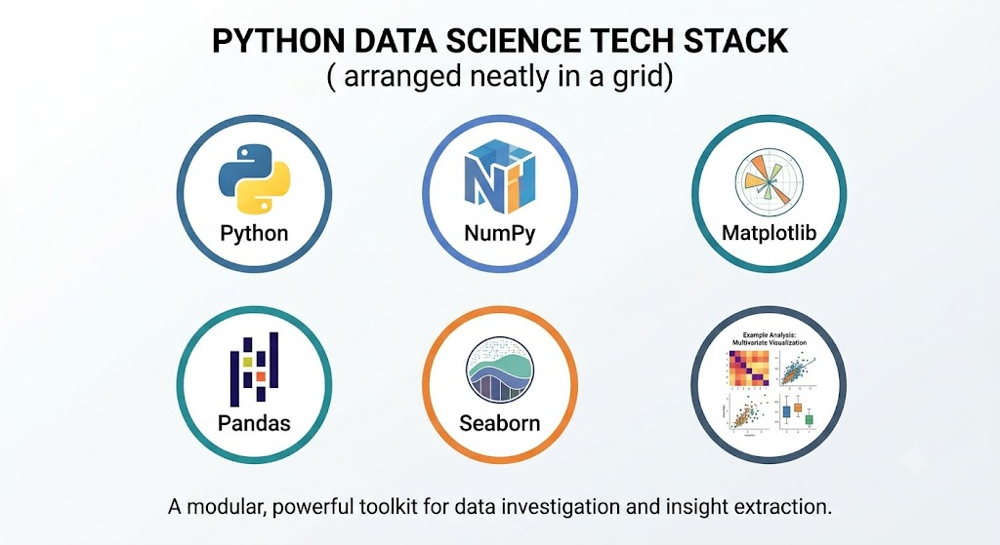 PYTHON DATA SCIENCE TECH STACK
( arranged neatly in a grid)
Python
NumPy
Matplotlib
Pandas
Seaborn
Example Analysis:
Multivariate Visualization
A modular, powerful toolkit for data investigation and insight extraction.